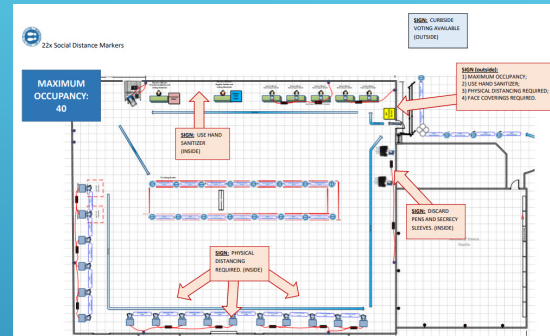 22x Social Distance Markers
SIGN: CURBSIDE
VOTING AVAILABLE
(OUTSIDE)
MAXIMUM
OCCUPANCY:
40
SIGN (outside):
1) MAXIMUM OCCUPANCY;
2) USE HAND SANITIZER;
3) PHYSICAL DISTANCING REQUIRED;
4) FACE COVERINGS REQUIRED.
SIGN: USE HAND
SANITIZER
(INSIDE)
SIGN: DISCARD
PENS AND SECRECY
SLEEVES. (INSIDE)
SIGN: PHYSICAL
DISTANCING
REQUIRED. (INSIDE)